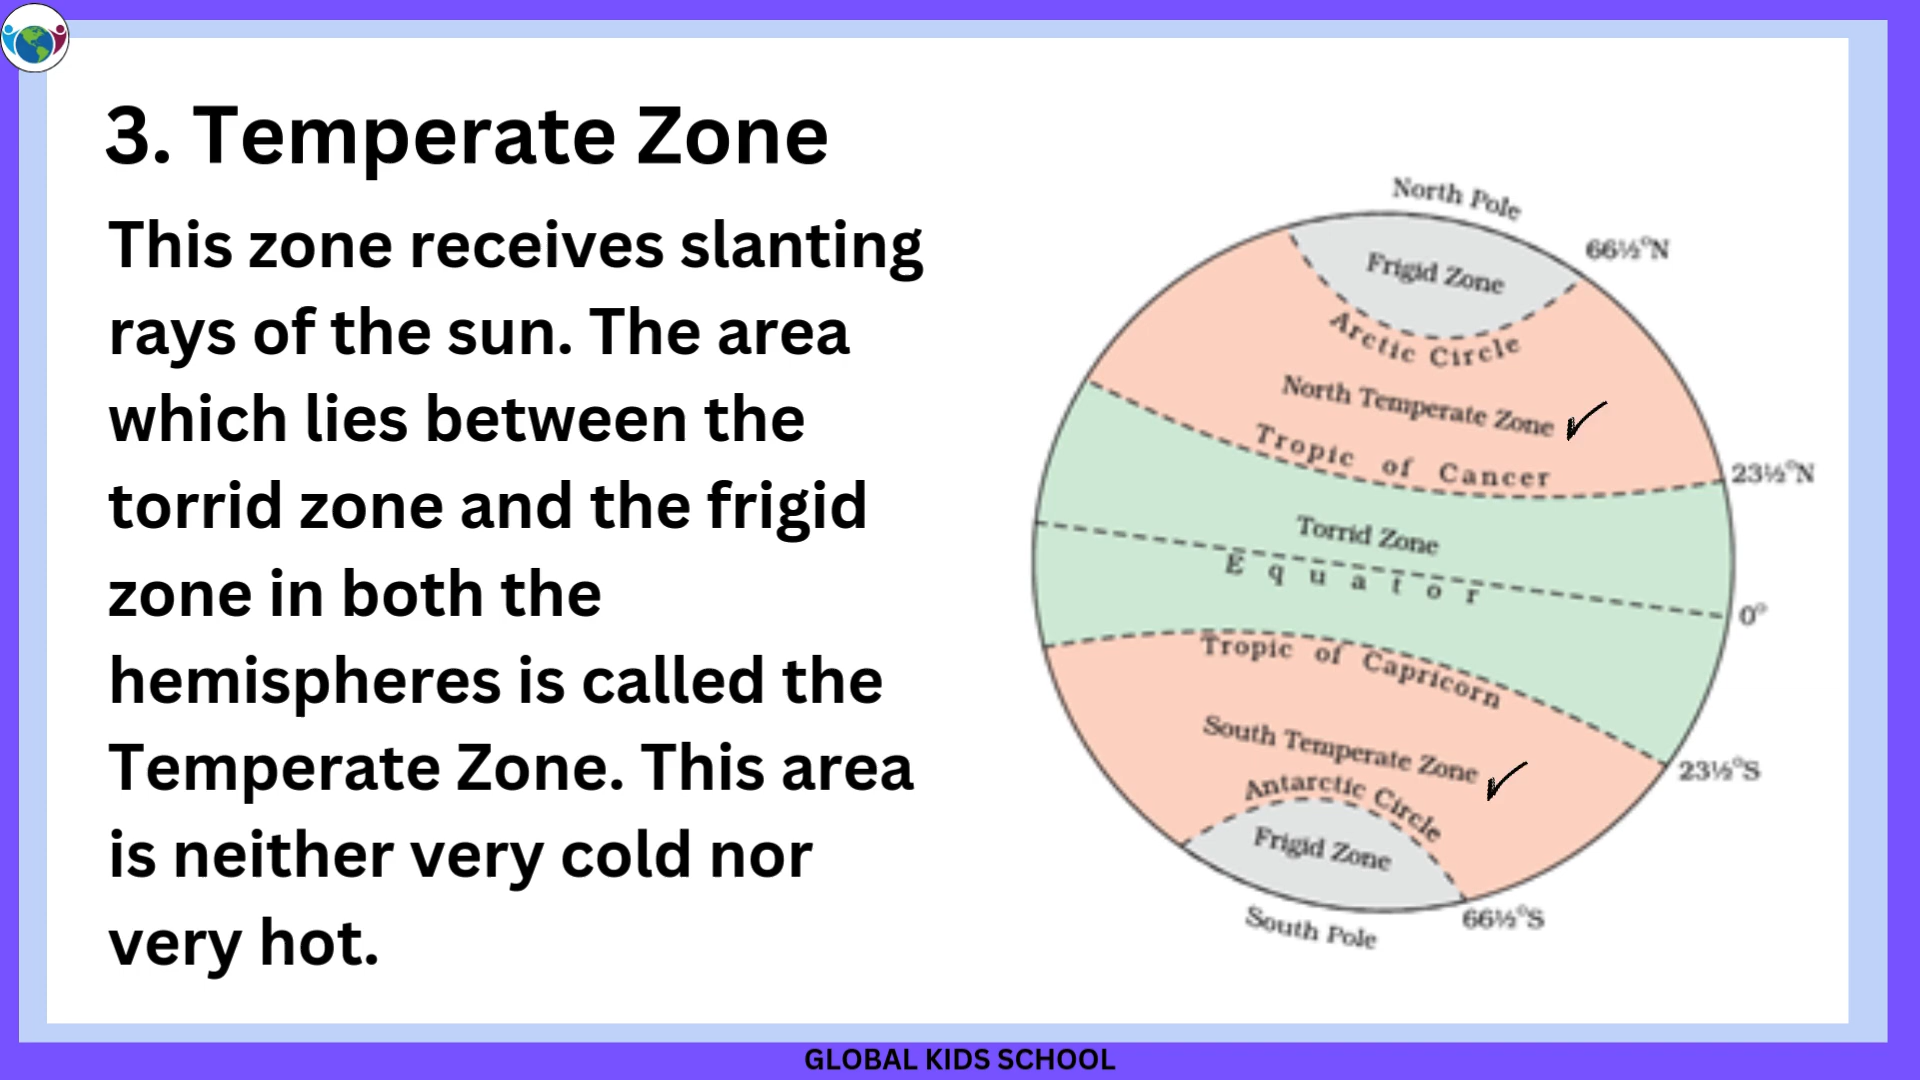 3. Temperate Zone
This zone receives slanting
rays of the sun. The area
which lies between the
torrid zone and the frigid
zone in both the
hemispheres is called the
Temperate Zone. This area
is neither very cold nor
very hot.
North Pole
66½°N
Frigid Zone
Arctic Circle
North Temperate Zone
Tropic of Cancer
23½°N
Torrid Zone
Equator
0°
Tropic of Capricorn
South Temperate Zone
23½°S
Antarctic Circle
Frigid Zone
66½°S
South Pole
GLOBAL KIDS SCHOOL